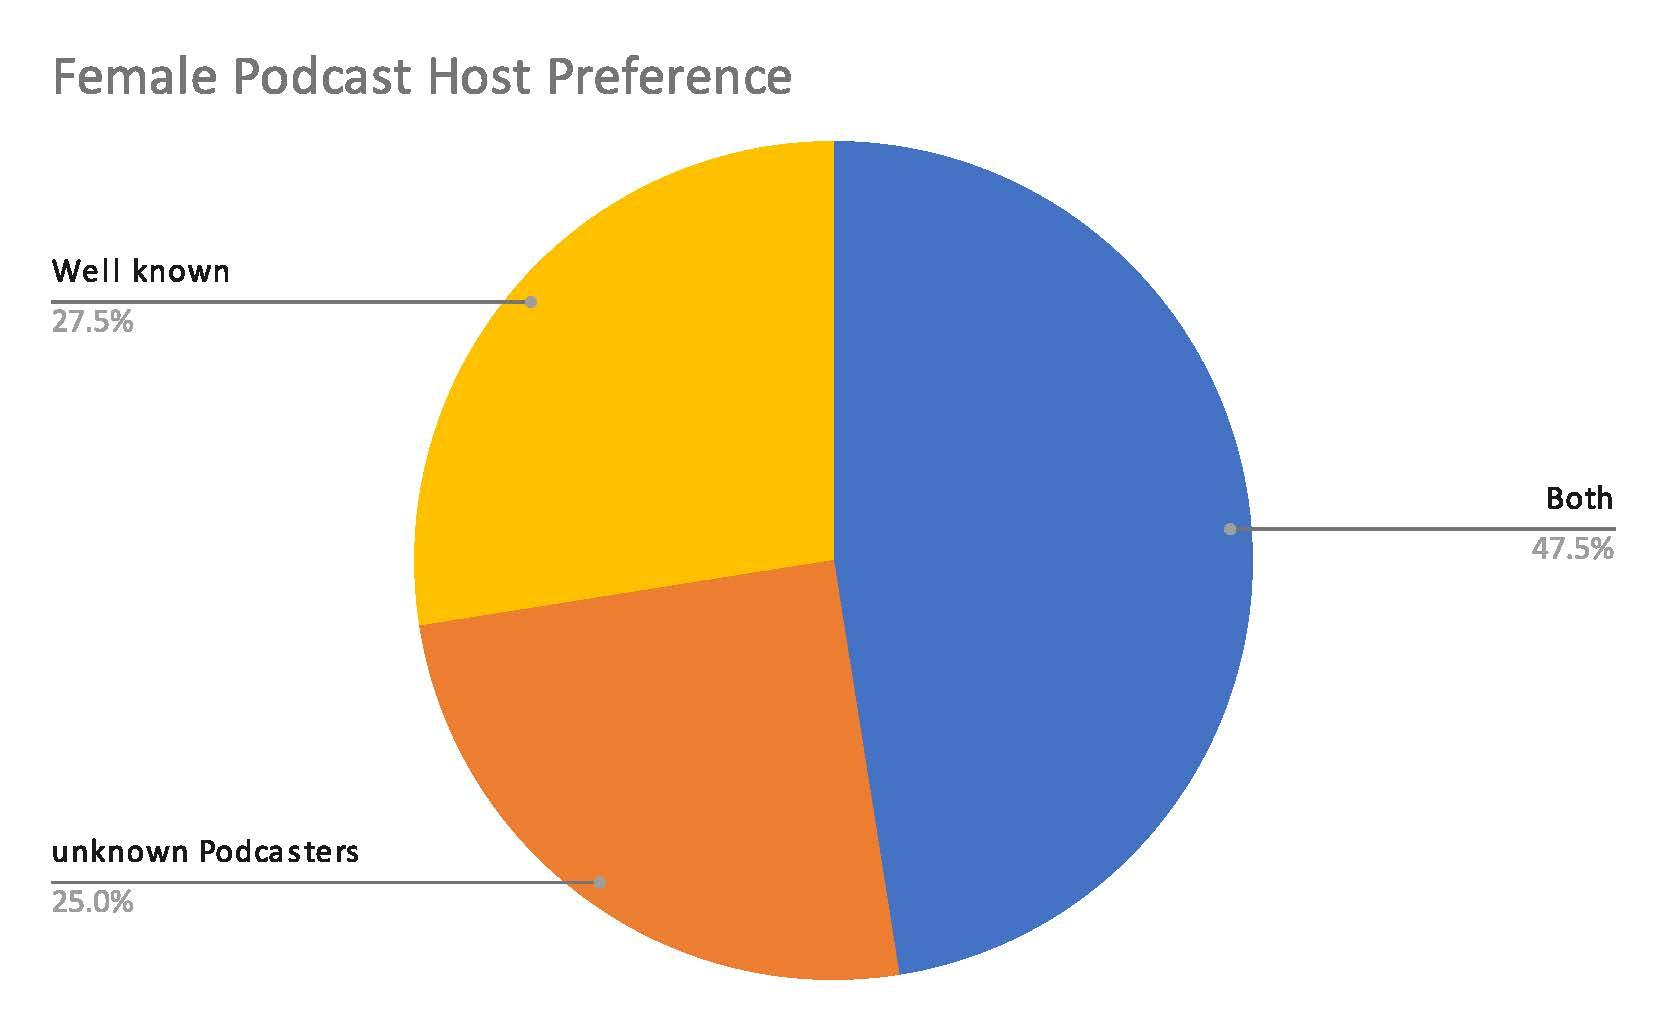 Female Podcast Host Preference
Well known
27.5%
Both
47.5%
unknown Podcasters
25.0%